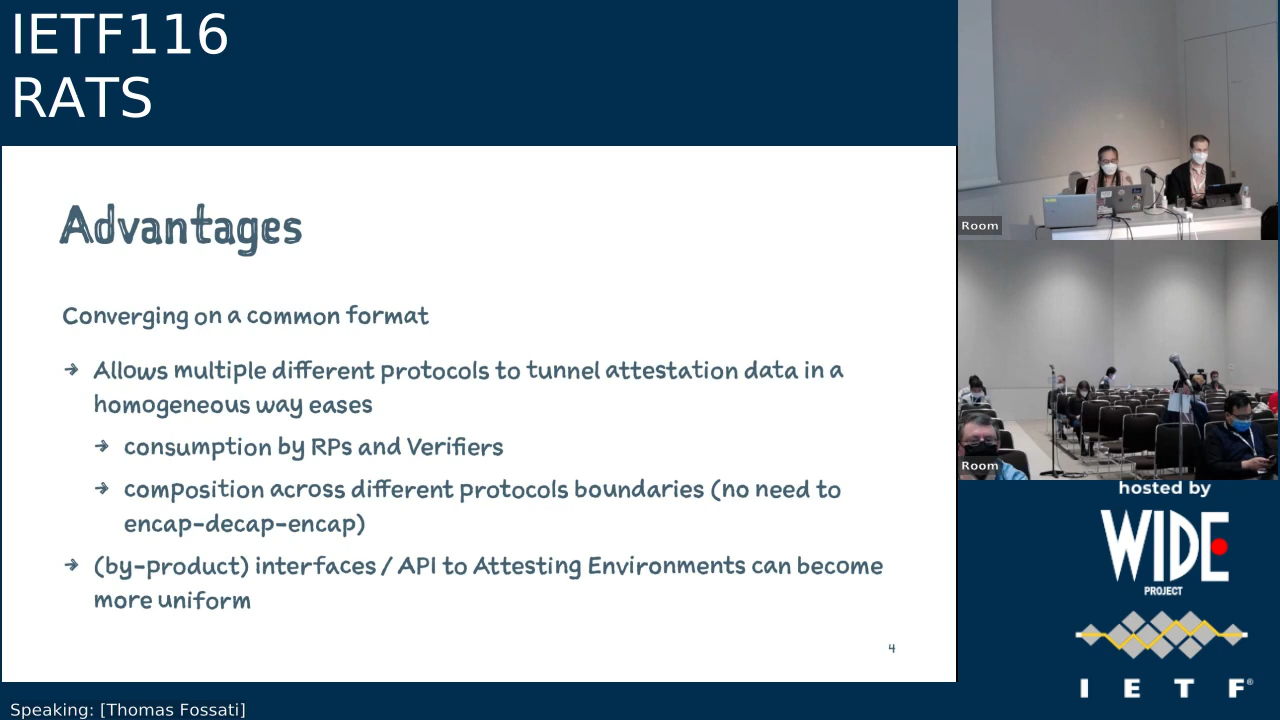 IETF116
RATS
Advantages
Converging on a common format
→ Allows multiple different protocols to tunnel attestation data in a
homogeneous way eases
→ consumption by RPs and Verifiers
→ composition across different protocols boundaries (no need to
encap-decap-encap)
→ (by-product) interfaces / API to Attesting Environments can become
more uniform
4
Speaking: [Thomas Fossati]
Room
Room
hosted by
WIDE
PROJECT
I E T F®